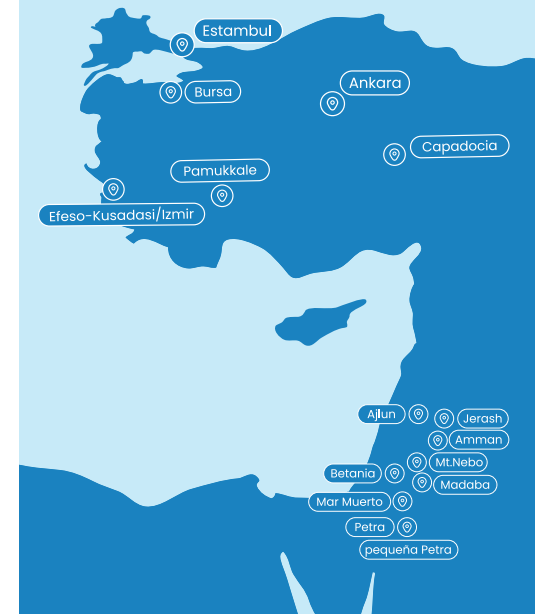 Estambul
Ankara
Bursa
Capadocia
Pamukkale
Efeso-Kusadasi/Izmir
Ajlun
Jerash
Amman
Mt.Nebo
Betania
Madaba
Mar Muerto
Petra
pequeña Petra